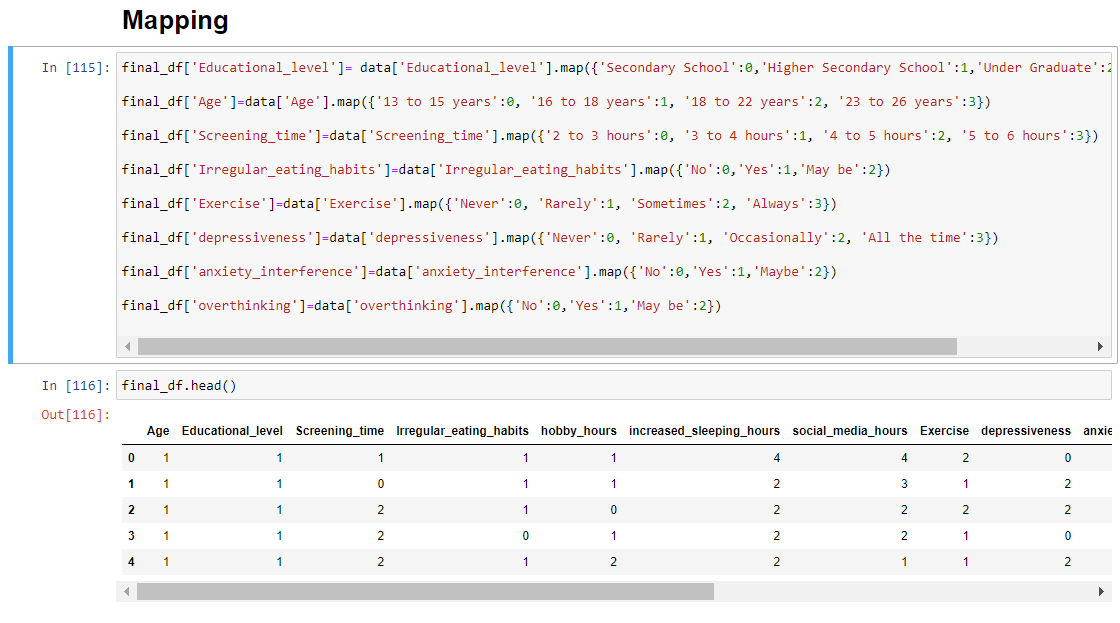 Mapping
In [115]:
final_df['Educational_level']= data['Educational_level'].map({'Secondary School':0,'Higher Secondary School':1,'Under Graduate':2
final_df['Age']=data['Age'].map({'13 to 15 years':0, '16 to 18 years':1, '18 to 22 years':2, '23 to 26 years':3})
final_df['Screening_time']=data['Screening_time'].map({'2 to 3 hours':0, '3 to 4 hours':1, '4 to 5 hours':2, '5 to 6 hours':3})
final_df['Irregular_eating_habits']=data['Irregular_eating_habits'].map({'No':0,'Yes':1,'May be':2})
final_df['Exercise']=data['Exercise'].map({'Never':0, 'Rarely':1, 'Sometimes':2, 'Always':3})
final_df['depressiveness']=data['depressiveness'].map({'Never':0, 'Rarely':1, 'Occasionally':2, 'All the time':3})
final_df['anxiety_interference']=data['anxiety_interference'].map({'No':0,'Yes':1,'Maybe':2})
final_df['overthinking']=data['overthinking'].map({'No':0,'Yes':1,'May be':2})
In [116]: final_df.head()
Out[116]:
Age Educational_level Screening_time Irregular_eating_habits hobby_hours increased_sleeping_hours social_media_hours Exercise depressiveness anxie
0 1 1 1 1 1 4 4 2 0
1 1 1 0 1 1 2 3 1 2
2 1 1 2 1 0 2 2 2 2
3 1 1 2 0 1 2 2 1 0
4 1 1 2 1 2 2 1 1 2